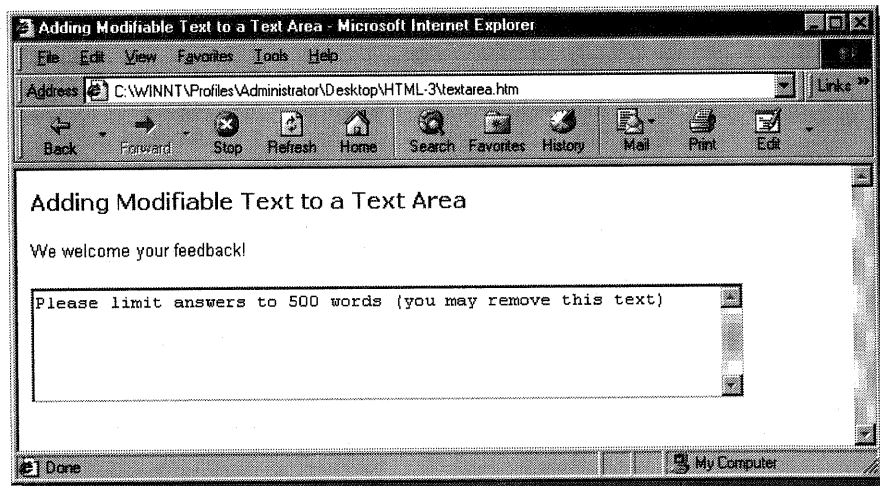 Adding Modifiable Text to a Text Area - Microsoft Internet Explorer
File Edit View Favorites Tools Help
Address C:\WINNT\Profiles\Administrator\Desktop\HTML-3\textarea.htm Links »
Back Forward Stop Refresh Home Search Favorites History Mail Print Edit
Adding Modifiable Text to a Text Area
We welcome your feedback!
Please limit answers to 500 words (you may remove this text)
Done My Computer